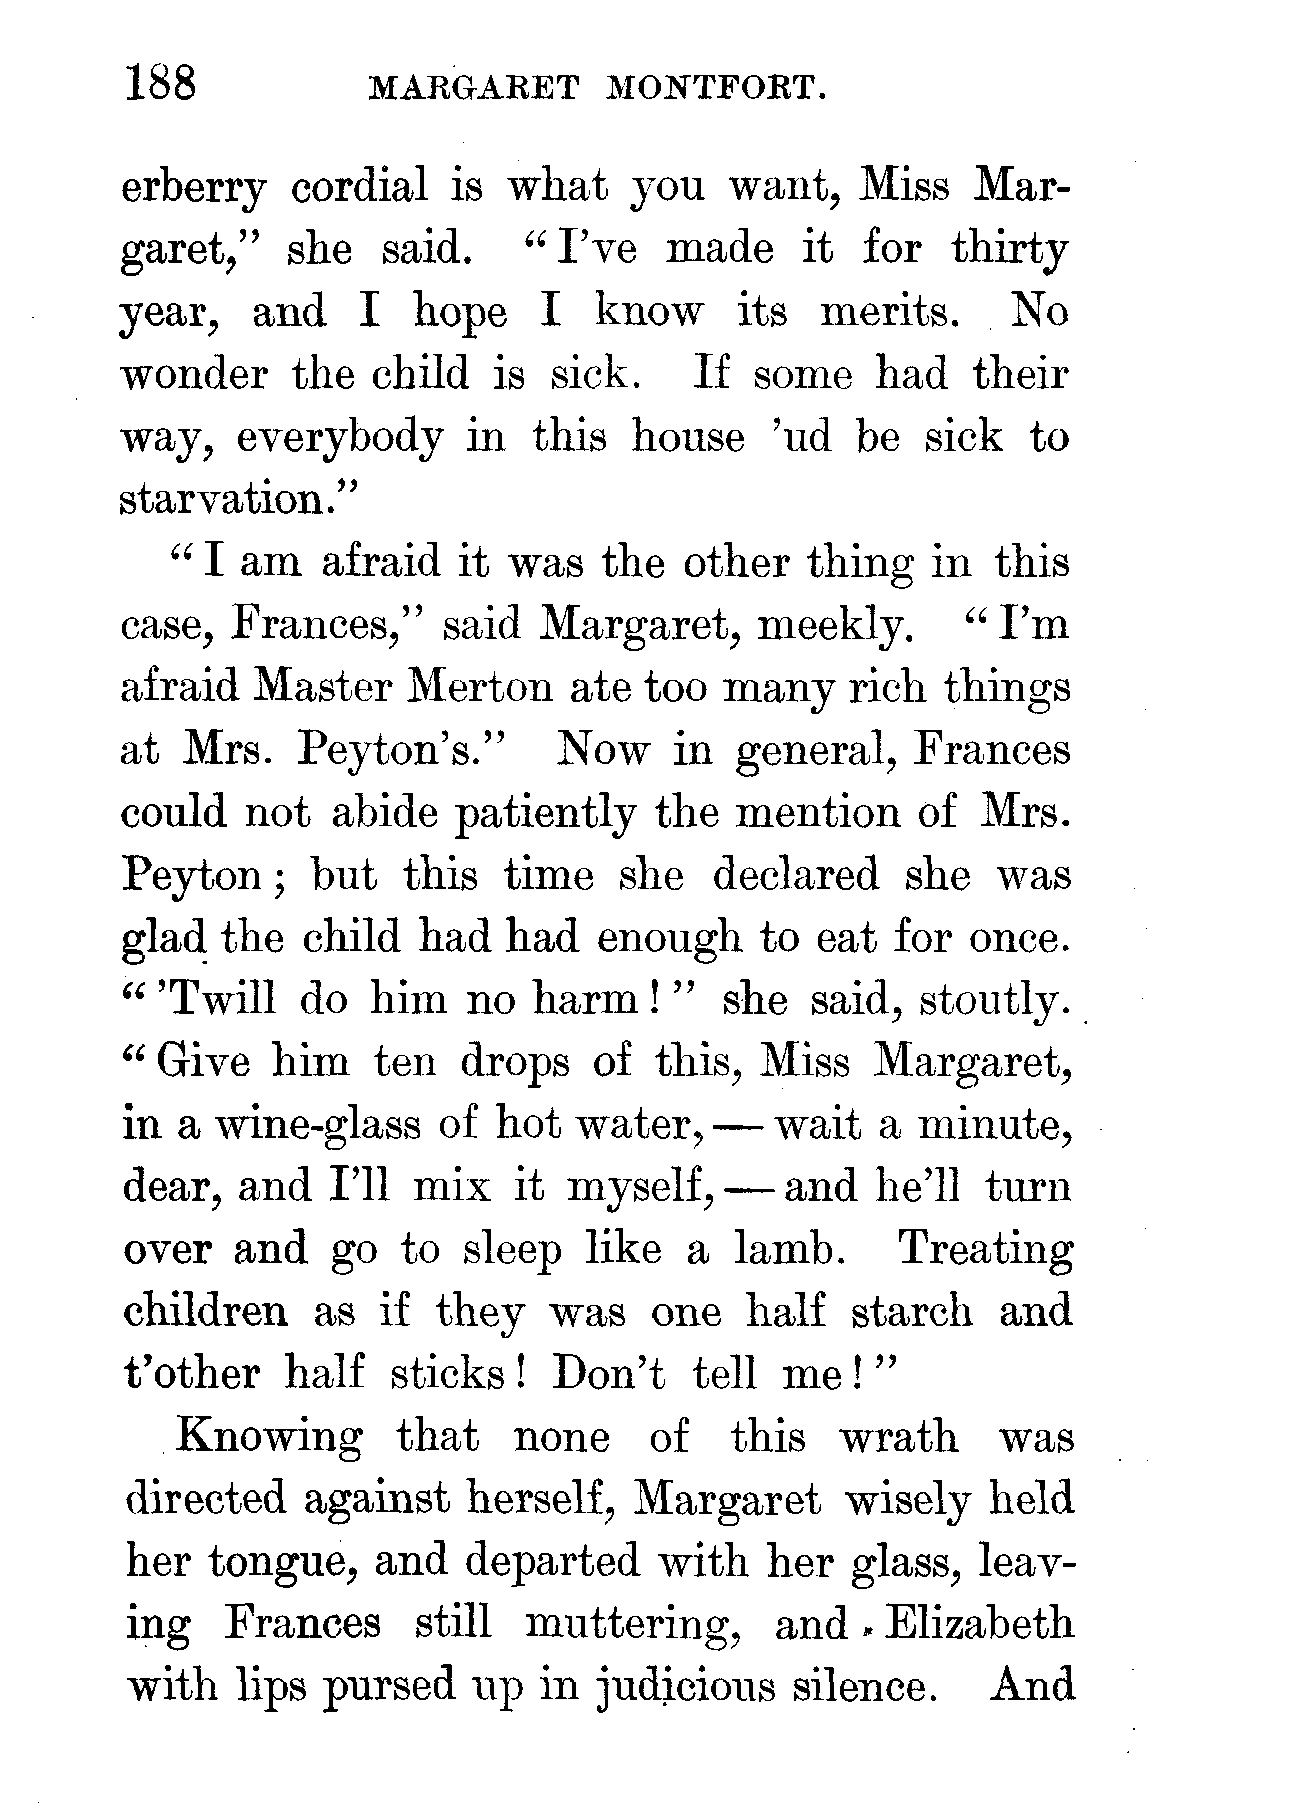 188 MARGARET MONTFORT.
erberry cordial is what you want, Miss Mar-
garet,” she said. “I’ve made it for thirty
year, and I hope I know its merits. No
wonder the child is sick. If some had their
way, everybody in this house ’ud be sick to
starvation.”
“I am afraid it was the other thing in this
case, Frances,” said Margaret, meekly. “I’m
afraid Master Merton ate too many rich things
at Mrs. Peyton’s.” Now in general, Frances
could not abide patiently the mention of Mrs.
Peyton; but this time she declared she was
glad the child had had enough to eat for once.
“’Twill do him no harm!” she said, stoutly.
“Give him ten drops of this, Miss Margaret,
in a wine-glass of hot water,—wait a minute,
dear, and I’ll mix it myself,—and he’ll turn
over and go to sleep like a lamb. Treating
children as if they was one half starch and
t’other half sticks! Don’t tell me!”
Knowing that none of this wrath was
directed against herself, Margaret wisely held
her tongue, and departed with her glass, leav-
ing Frances still muttering, and Elizabeth
with lips pursed up in judicious silence. And